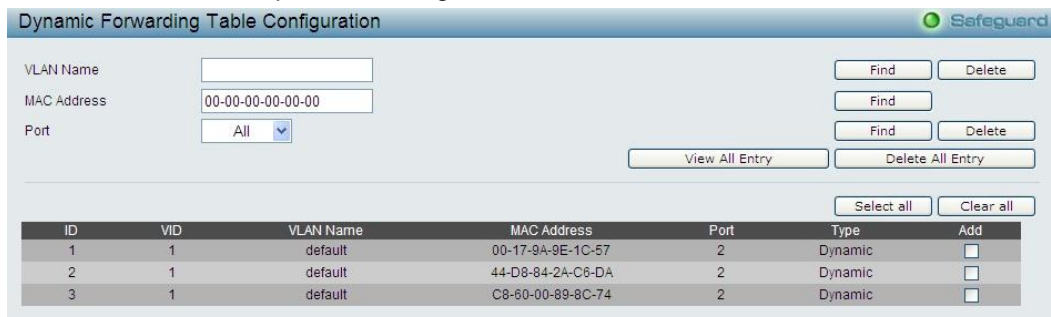 Dynamic Forwarding Table Configuration Safeguard
VLAN Name Find Delete
MAC Address 00-00-00-00-00-00 Find
Port All Find Delete
View All Entry Delete All Entry
Select all Clear all
ID VID VLAN Name MAC Address Port Type Add
1 1 default 00-17-9A-9E-1C-57 2 Dynamic
2 1 default 44-D8-84-2A-C6-DA 2 Dynamic
3 1 default C8-60-00-89-8C-74 2 Dynamic